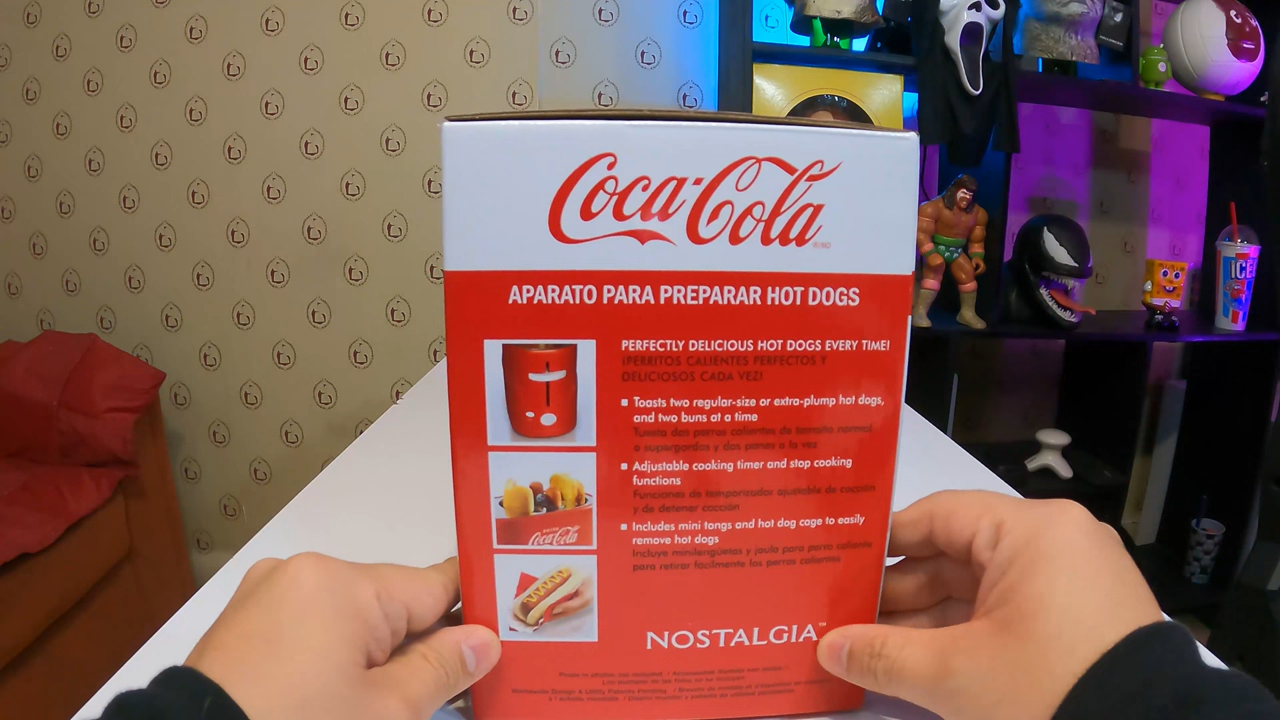 Coca-Cola
APARATO PARA PREPARAR HOT DOGS
PERFECTLY DELICIOUS HOT DOGS EVERY TIME!
¡PERRITOS CALIENTES PERFECTOS Y
DELICIOSOS CADA VEZ!
Toasts two regular-size or extra-plump hot dogs,
and two buns at a time
Tuesta dos perros calientes de tamaño normal
o supergordos y dos panes a la vez
Adjustable cooking timer and stop cooking
functions
Funciones de temporizador ajustable de cocción
y de detener cocción
Includes mini tongs and hot dog cage to easily
remove hot dogs
Incluye minilengüetas y jaula para perro caliente
para retirar fácilmente los perros calientes
Coca-Cola
NOSTALGIA™
ICE